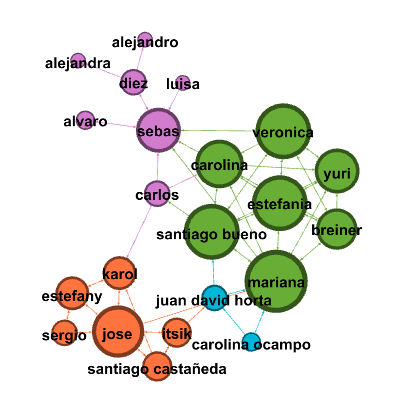 alejandro
alejandra
diez
luisa
alvaro
sebas
veronica
carolina
yuri
carlos
estefania
santiago bueno
breiner
karol
mariana
estefany
juan david horta
sergio
jose
itsik
carolina ocampo
santiago castañeda